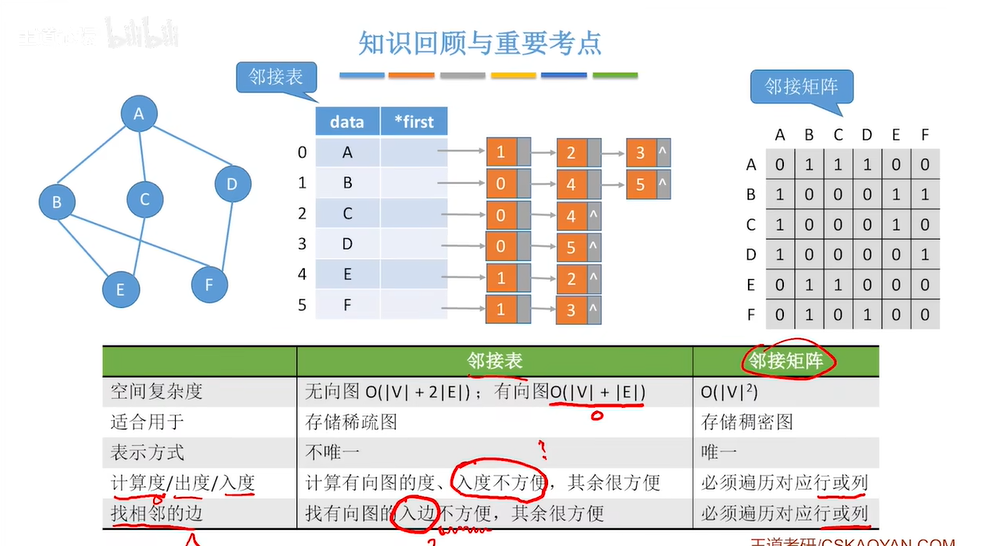 bilibili
知识回顾与重要考点
邻接表
邻接矩阵
A
B
C
D
E
F
data *first
0 A 1 2 3 ^
1 B 0 4 5 ^
2 C 0 4 ^
3 D 0 5 ^
4 E 1 2 ^
5 F 1 3 ^
A B C D E F
A 0 1 1 1 0 0
B 1 0 0 0 1 1
C 1 0 0 0 1 0
D 1 0 0 0 0 1
E 0 1 1 0 0 0
F 0 1 0 1 0 0
邻接表 邻接矩阵
空间复杂度 无向图 O(|V| + 2|E|)；有向图O(|V| + |E|) O(|V|²)
适合用于 存储稀疏图 存储稠密图
表示方式 不唯一 唯一
?
计算度/出度/入度 计算有向图的度、入度不方便，其余很方便 必须遍历对应行或列
找相邻的边 找有向图的入边不方便，其余很方便 必须遍历对应行或列
王道考研/CSKAOYAN.COM